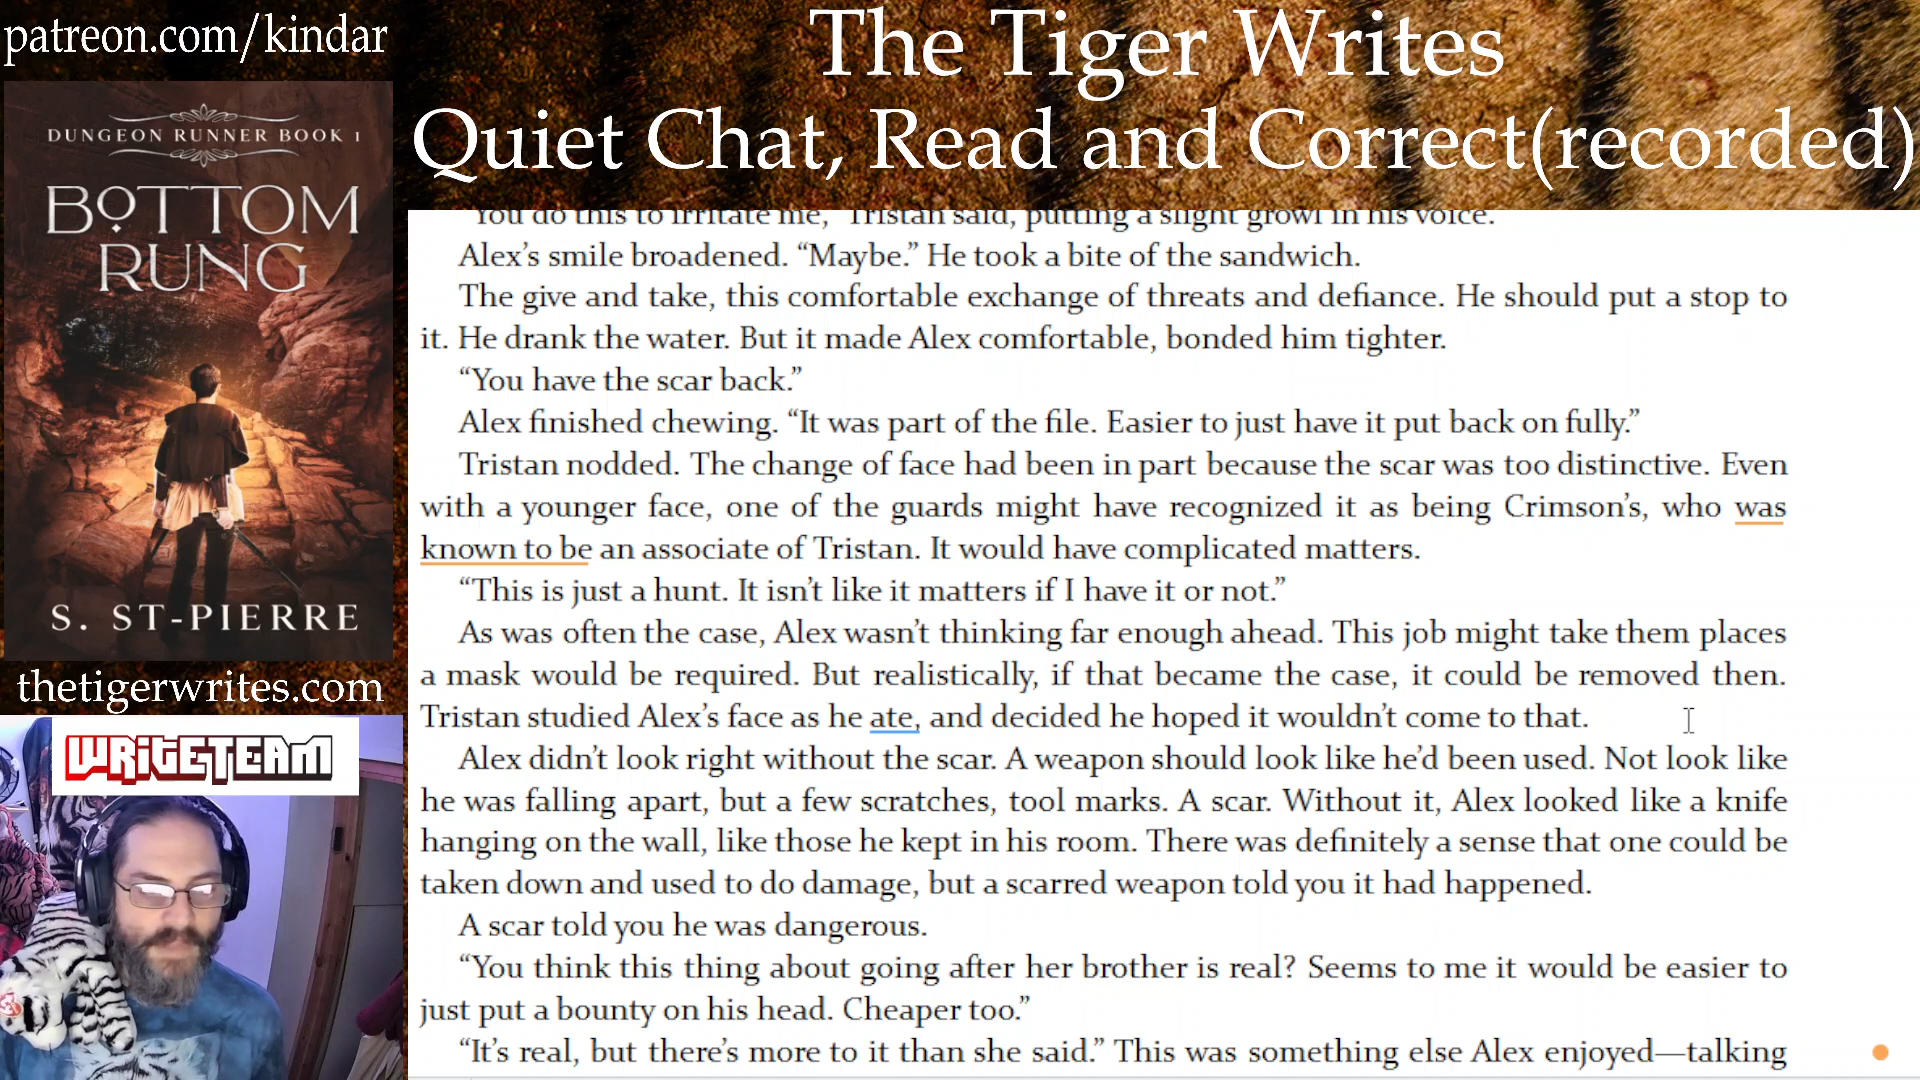 patreon.com/kindar
DUNGEON RUNNER BOOK 1
BOTTOM
RUNG
S. ST-PIERRE
thetigerwrites.com
WRITETEAM
The Tiger Writes
Quiet Chat, Read and Correct(recorded)
"You do this to irritate me," Tristan said, putting a slight growl in his voice.
Alex’s smile broadened. “Maybe.” He took a bite of the sandwich.
The give and take, this comfortable exchange of threats and defiance. He should put a stop to
it. He drank the water. But it made Alex comfortable, bonded him tighter.
“You have the scar back.”
Alex finished chewing. “It was part of the file. Easier to just have it put back on fully.”
Tristan nodded. The change of face had been in part because the scar was too distinctive. Even
with a younger face, one of the guards might have recognized it as being Crimson’s, who was
known to be an associate of Tristan. It would have complicated matters.
“This is just a hunt. It isn’t like it matters if I have it or not.”
As was often the case, Alex wasn’t thinking far enough ahead. This job might take them places
a mask would be required. But realistically, if that became the case, it could be removed then.
Tristan studied Alex’s face as he ate, and decided he hoped it wouldn’t come to that.
Alex didn’t look right without the scar. A weapon should look like he’d been used. Not look like
he was falling apart, but a few scratches, tool marks. A scar. Without it, Alex looked like a knife
hanging on the wall, like those he kept in his room. There was definitely a sense that one could be
taken down and used to do damage, but a scarred weapon told you it had happened.
A scar told you he was dangerous.
“You think this thing about going after her brother is real? Seems to me it would be easier to
just put a bounty on his head. Cheaper too.”
“It’s real, but there’s more to it than she said.” This was something else Alex enjoyed—talking